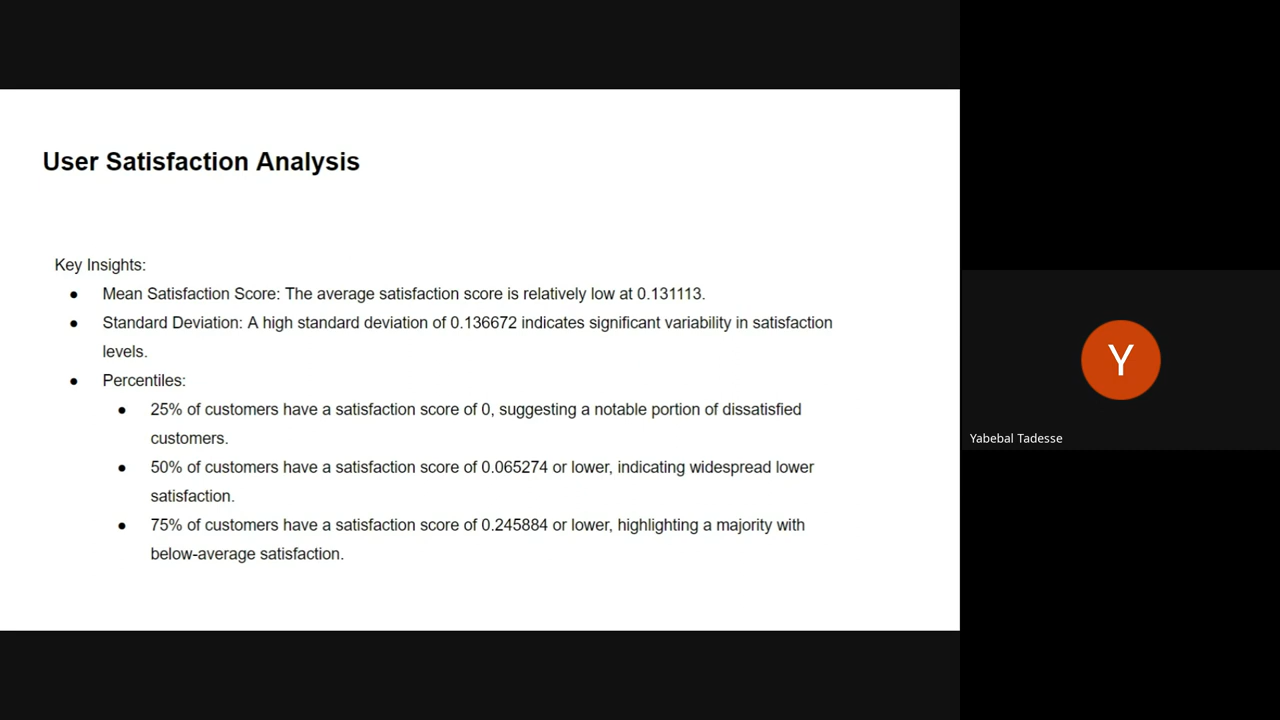 User Satisfaction Analysis
Key Insights:
● Mean Satisfaction Score: The average satisfaction score is relatively low at 0.131113.
● Standard Deviation: A high standard deviation of 0.136672 indicates significant variability in satisfaction
levels.
● Percentiles:
● 25% of customers have a satisfaction score of 0, suggesting a notable portion of dissatisfied
customers.
● 50% of customers have a satisfaction score of 0.065274 or lower, indicating widespread lower
satisfaction.
● 75% of customers have a satisfaction score of 0.245884 or lower, highlighting a majority with
below-average satisfaction.
Y
Yabebal Tadesse